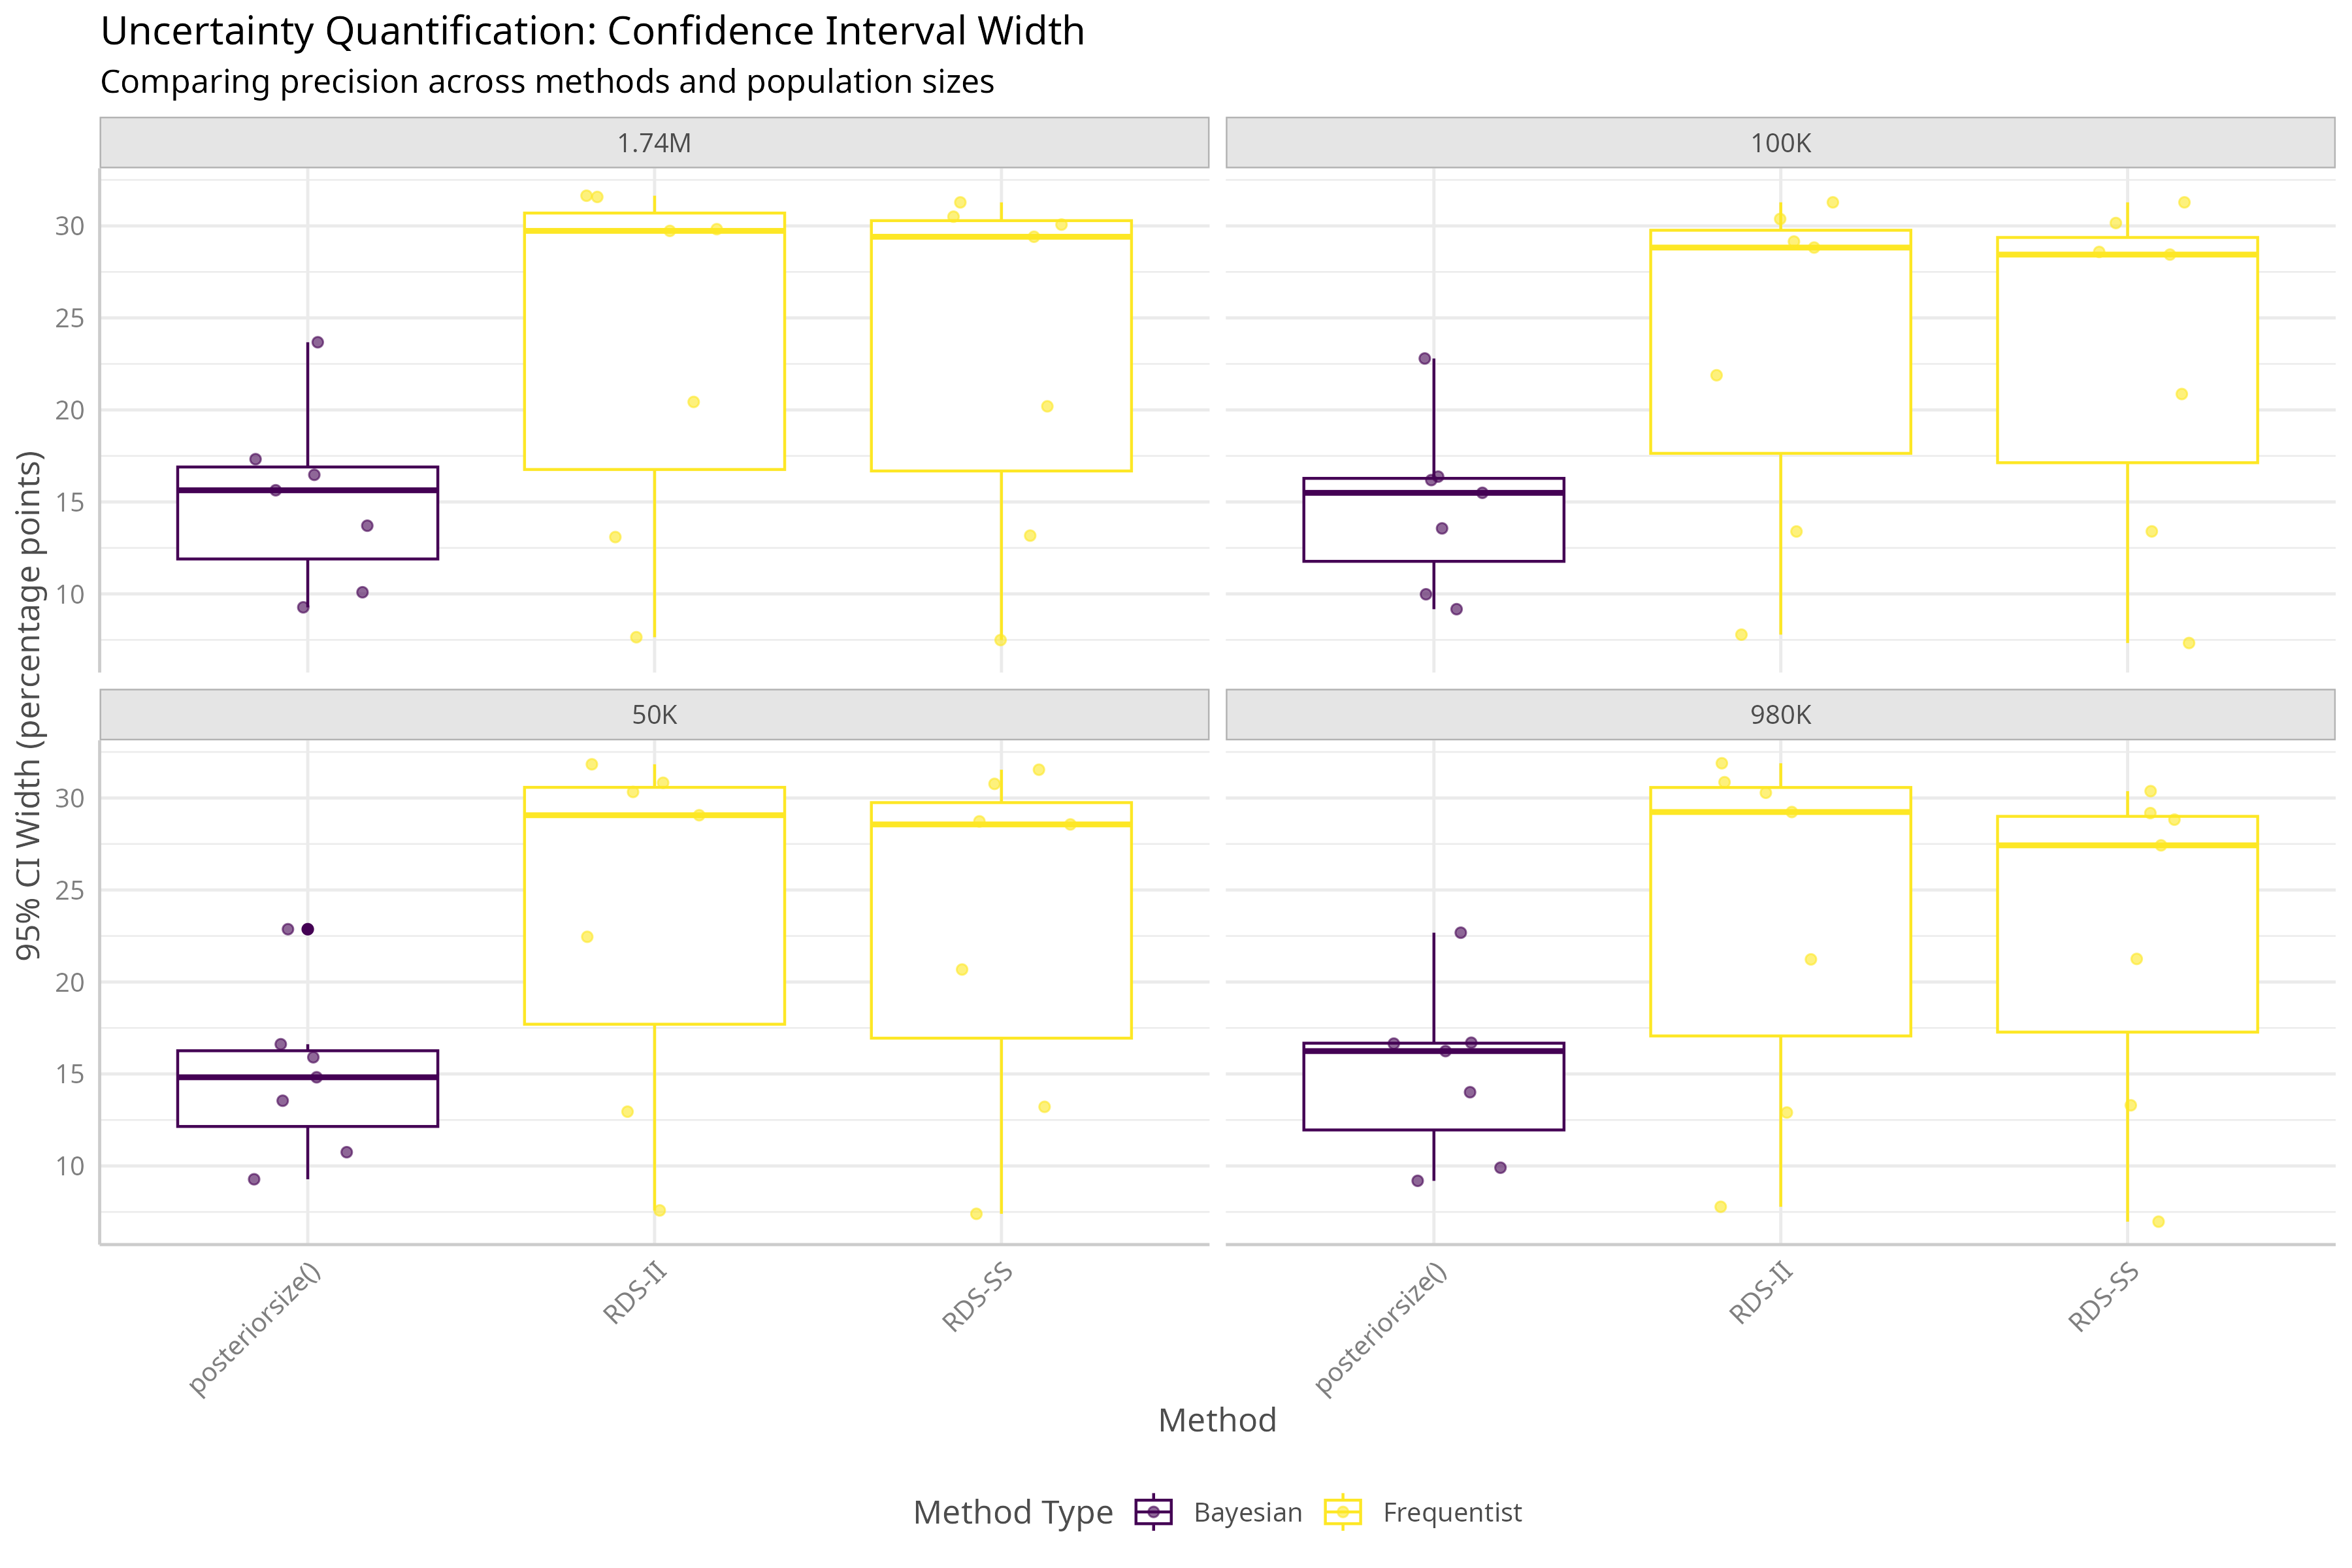 Uncertainty Quantification: Confidence Interval Width
Comparing precision across methods and population sizes
1.74M
100K
30
25
20
15
10
50K
980K
30
25
20
15
10
95% CI Width (percentage points)
posteriorsize()
RDS-II
RDS-SS
posteriorsize()
RDS-II
RDS-SS
Method
Method Type
Bayesian
Frequentist